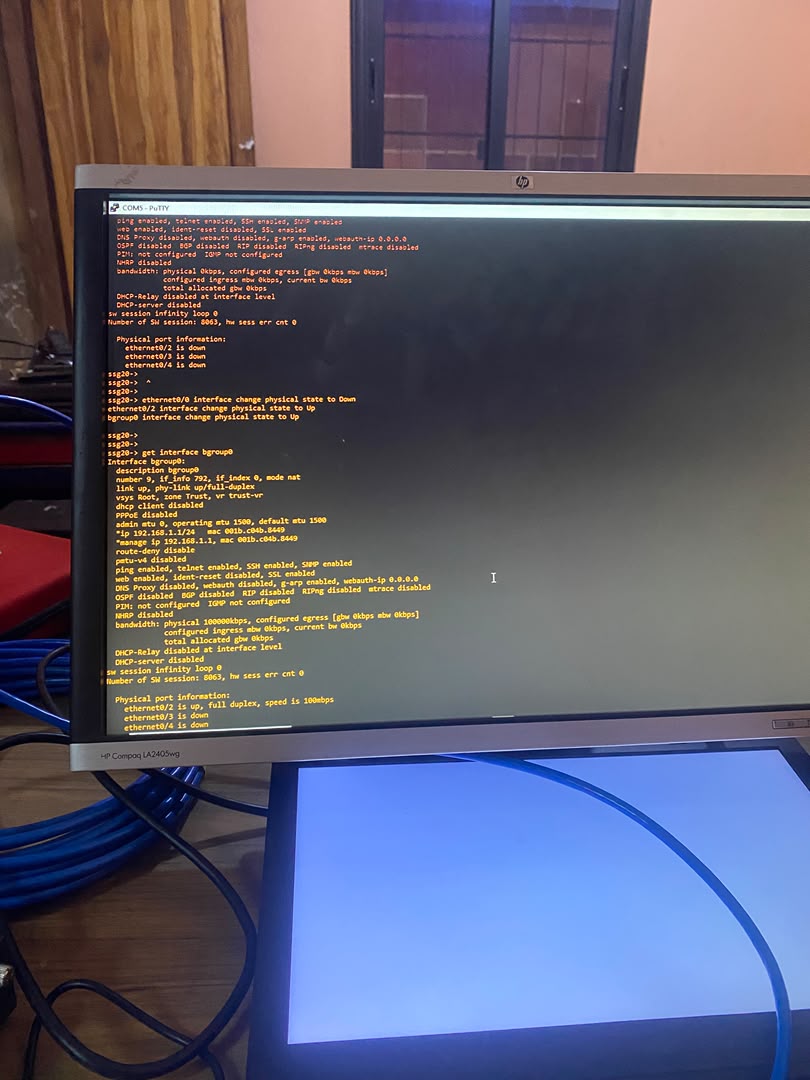 hp
COM5 - PuTTY
ping enabled, telnet enabled, SSH enabled, SNMP enabled
web enabled, ident-reset disabled, SSL enabled
DNS Proxy disabled, webauth disabled, g-arp enabled, webauth-ip 0.0.0.0
OSPF disabled  BGP disabled  RIP disabled  RIPng disabled  mtrace disabled
PIM: not configured  IGMP not configured
NHRP disabled
bandwidth: physical 0kbps, configured egress [gbw 0kbps mbw 0kbps]
configured ingress mbw 0kbps, current bw 0kbps
total allocated gbw 0kbps
DHCP-Relay disabled at interface level
DHCP-server disabled
sw session infinity loop 0
Number of SW session: 8063, hw sess err cnt 0
Physical port information:
ethernet0/2 is down
ethernet0/3 is down
ethernet0/4 is down
ssg20->
ssg20->  ^
ssg20->
ssg20-> ethernet0/0 interface change physical state to Down
ethernet0/2 interface change physical state to Up
bgroup0 interface change physical state to Up
ssg20->
ssg20->
ssg20-> get interface bgroup0
Interface bgroup0:
description bgroup0
number 9, if_info 792, if_index 0, mode nat
link up, phy-link up/full-duplex
vsys Root, zone Trust, vr trust-vr
dhcp client disabled
PPPoE disabled
admin mtu 0, operating mtu 1500, default mtu 1500
*ip 192.168.1.1/24   mac 001b.c04b.8449
*manage ip 192.168.1.1, mac 001b.c04b.8449
route-deny disable
pmtu-v4 disabled
ping enabled, telnet enabled, SSH enabled, SNMP enabled
web enabled, ident-reset disabled, SSL enabled
DNS Proxy disabled, webauth disabled, g-arp enabled, webauth-ip 0.0.0.0
OSPF disabled  BGP disabled  RIP disabled  RIPng disabled  mtrace disabled
PIM: not configured  IGMP not configured
NHRP disabled
bandwidth: physical 100000kbps, configured egress [gbw 0kbps mbw 0kbps]
configured ingress mbw 0kbps, current bw 0kbps
total allocated gbw 0kbps
DHCP-Relay disabled at interface level
DHCP-server disabled
sw session infinity loop 0
Number of SW session: 8063, hw sess err cnt 0
Physical port information:
ethernet0/2 is up, full duplex, speed is 100mbps
ethernet0/3 is down
ethernet0/4 is down
HP Compaq LA2405wg